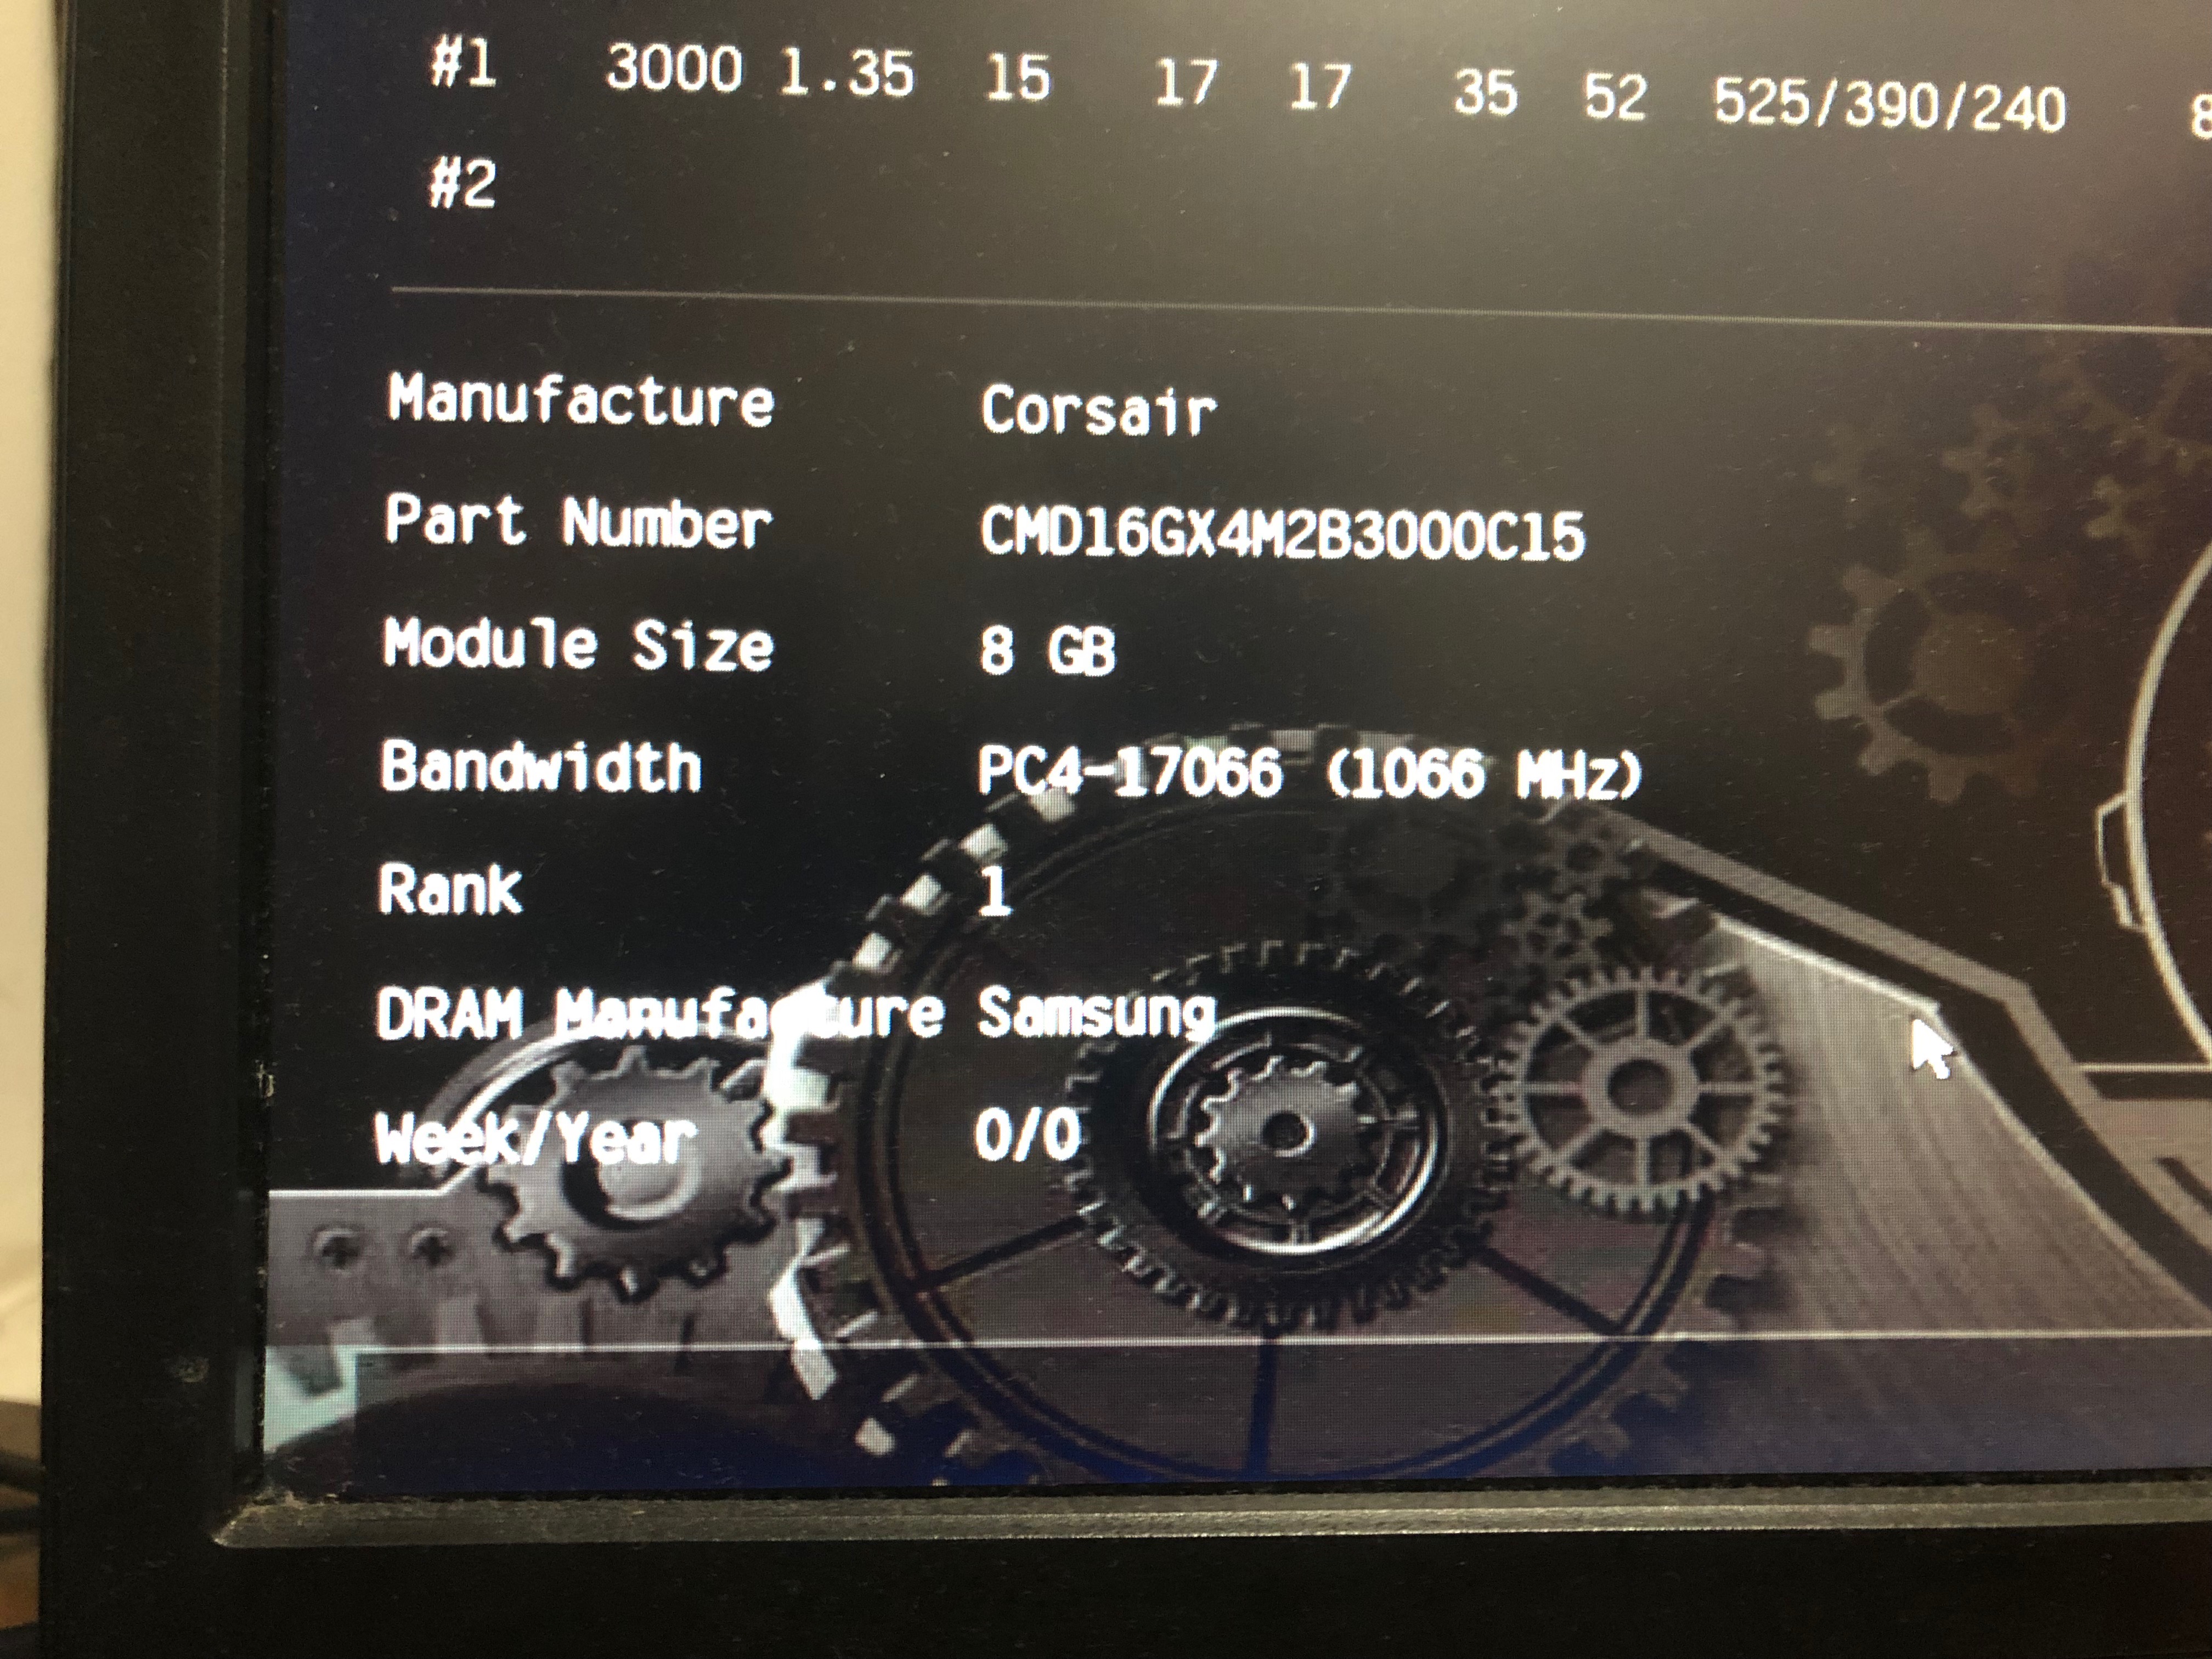 #1 3000 1.35 15 17 17 35 52 525/390/240 8
#2
Manufacture Corsair
Part Number CMD16GX4M2B3000C15
Module Size 8 GB
Bandwidth PC4-17066 (1066 MHz)
Rank 1
DRAM Manufacture Samsung
Week/Year 0/0